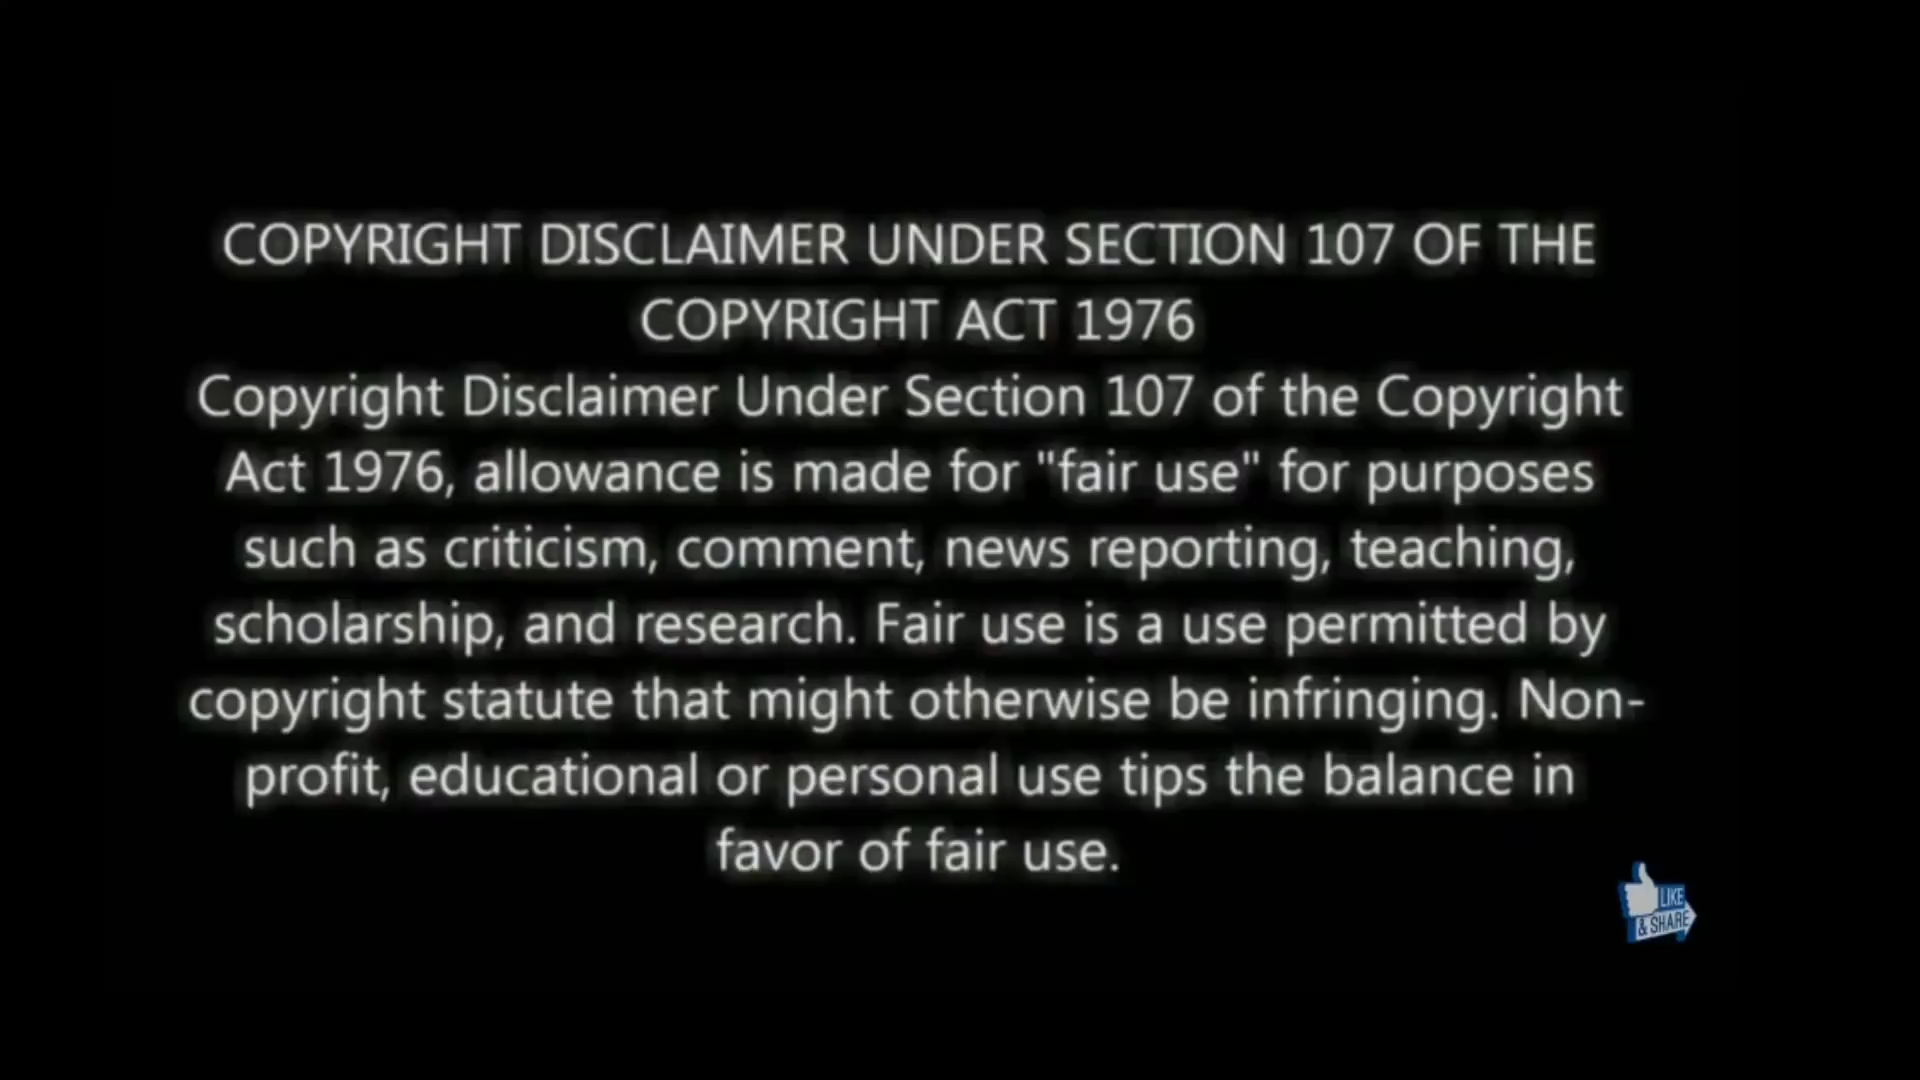 COPYRIGHT DISCLAIMER UNDER SECTION 107 OF THE
COPYRIGHT ACT 1976
Copyright Disclaimer Under Section 107 of the Copyright
Act 1976, allowance is made for "fair use" for purposes
such as criticism, comment, news reporting, teaching,
scholarship, and research. Fair use is a use permitted by
copyright statute that might otherwise be infringing. Non-
profit, educational or personal use tips the balance in
favor of fair use.
LIKE
& SHARE